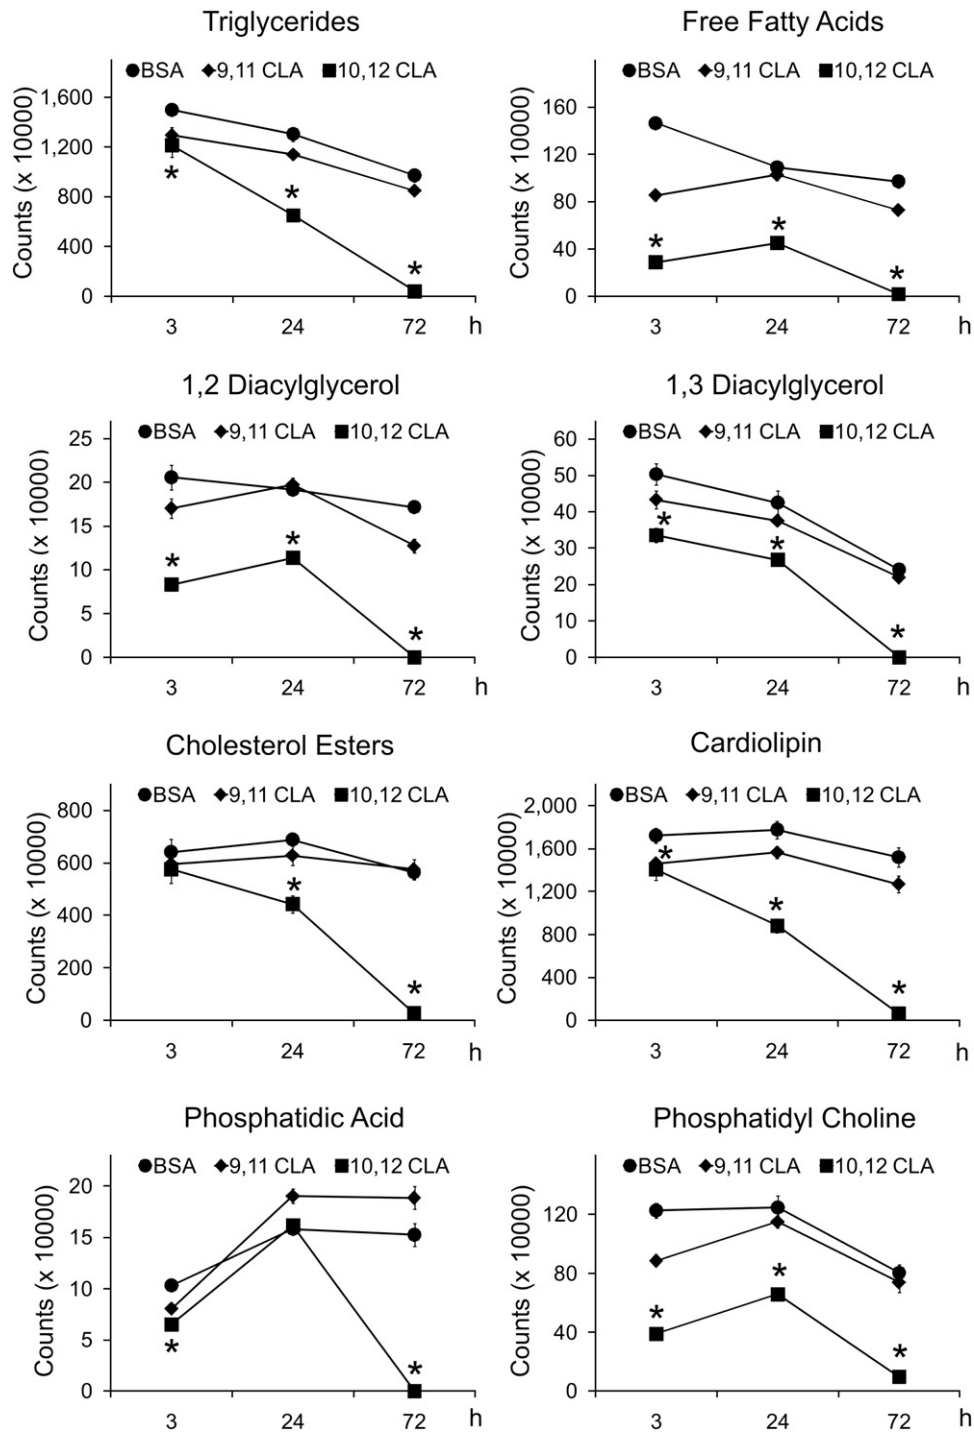 Triglycerides
BSA 9,11 CLA 10,12 CLA
Counts (x 10000)
1,600
1,200
800
400
0
*
*
*
3 24 72 h
Free Fatty Acids
BSA 9,11 CLA 10,12 CLA
Counts (x 10000)
160
120
80
40
0
*
*
*
3 24 72 h
1,2 Diacylglycerol
BSA 9,11 CLA 10,12 CLA
Counts (x 10000)
25
20
15
10
5
0
*
*
*
3 24 72 h
1,3 Diacylglycerol
BSA 9,11 CLA 10,12 CLA
Counts (x 10000)
60
50
40
30
20
10
0
*
*
*
3 24 72 h
Cholesterol Esters
BSA 9,11 CLA 10,12 CLA
Counts (x 10000)
800
600
400
200
0
*
*
3 24 72 h
Cardiolipin
BSA 9,11 CLA 10,12 CLA
Counts (x 10000)
2,000
1,600
1,200
800
400
0
*
*
*
3 24 72 h
Phosphatidic Acid
BSA 9,11 CLA 10,12 CLA
Counts (x 10000)
20
15
10
5
0
*
*
3 24 72 h
Phosphatidyl Choline
BSA 9,11 CLA 10,12 CLA
Counts (x 10000)
120
80
40
0
*
*
*
3 24 72 h